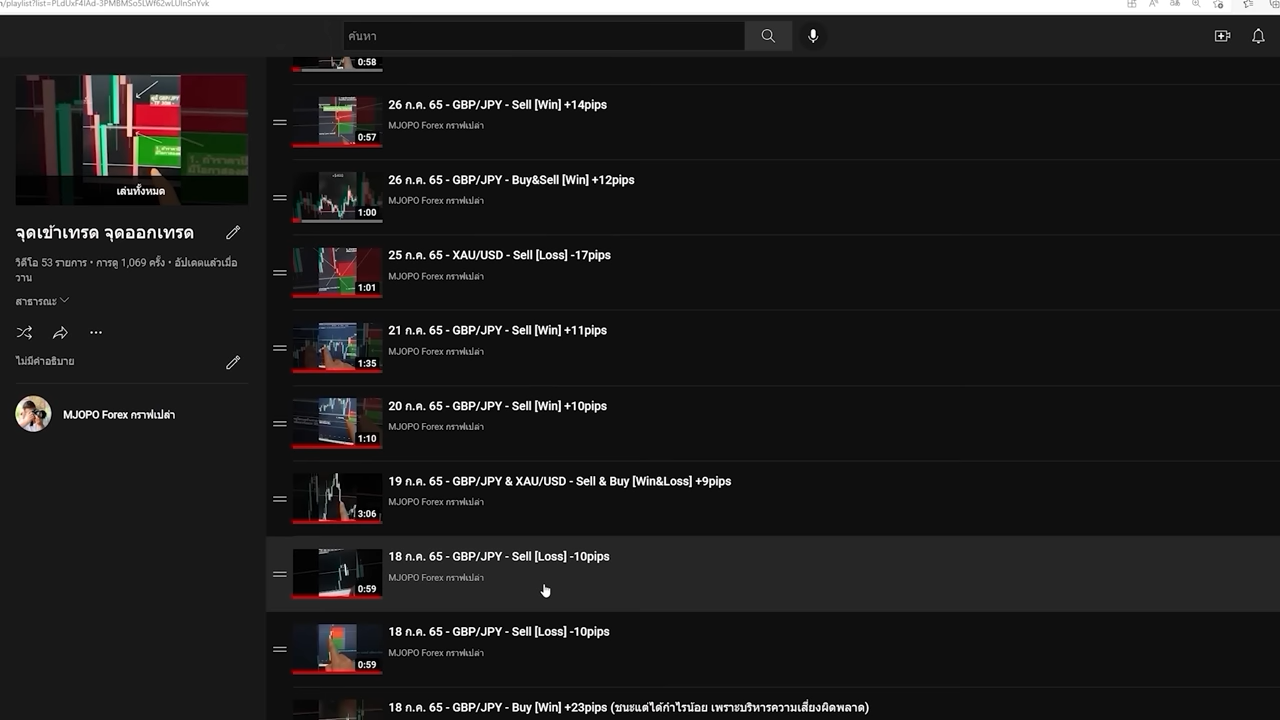 n/playlist?list=PLdUxF4IAd-3PMBMSo5LWf62wLUInSnYvk
ค้นหา
0:58
เล่นทั้งหมด
จุดเข้าเทรด จุดออกเทรด
วิดีโอ 53 รายการ • การดู 1,069 ครั้ง • อัปเดตแล้วเมื่อ
วาน
สาธารณะ
ไม่มีคำอธิบาย
MJOPO Forex กราฟเปล่า
26 ก.ค. 65 - GBP/JPY - Sell [Win] +14pips
MJOPO Forex กราฟเปล่า
0:57
26 ก.ค. 65 - GBP/JPY - Buy&Sell [Win] +12pips
MJOPO Forex กราฟเปล่า
1:00
25 ก.ค. 65 - XAU/USD - Sell [Loss] -17pips
MJOPO Forex กราฟเปล่า
1:01
21 ก.ค. 65 - GBP/JPY - Sell [Win] +11pips
MJOPO Forex กราฟเปล่า
1:35
20 ก.ค. 65 - GBP/JPY - Sell [Win] +10pips
MJOPO Forex กราฟเปล่า
1:10
19 ก.ค. 65 - GBP/JPY & XAU/USD - Sell & Buy [Win&Loss] +9pips
MJOPO Forex กราฟเปล่า
3:06
18 ก.ค. 65 - GBP/JPY - Sell [Loss] -10pips
MJOPO Forex กราฟเปล่า
0:59
18 ก.ค. 65 - GBP/JPY - Sell [Loss] -10pips
MJOPO Forex กราฟเปล่า
0:59
18 ก.ค. 65 - GBP/JPY - Buy [Win] +23pips (ชนะแต่ได้กำไรน้อย เพราะบริหารความเสี่ยงผิดพลาด)